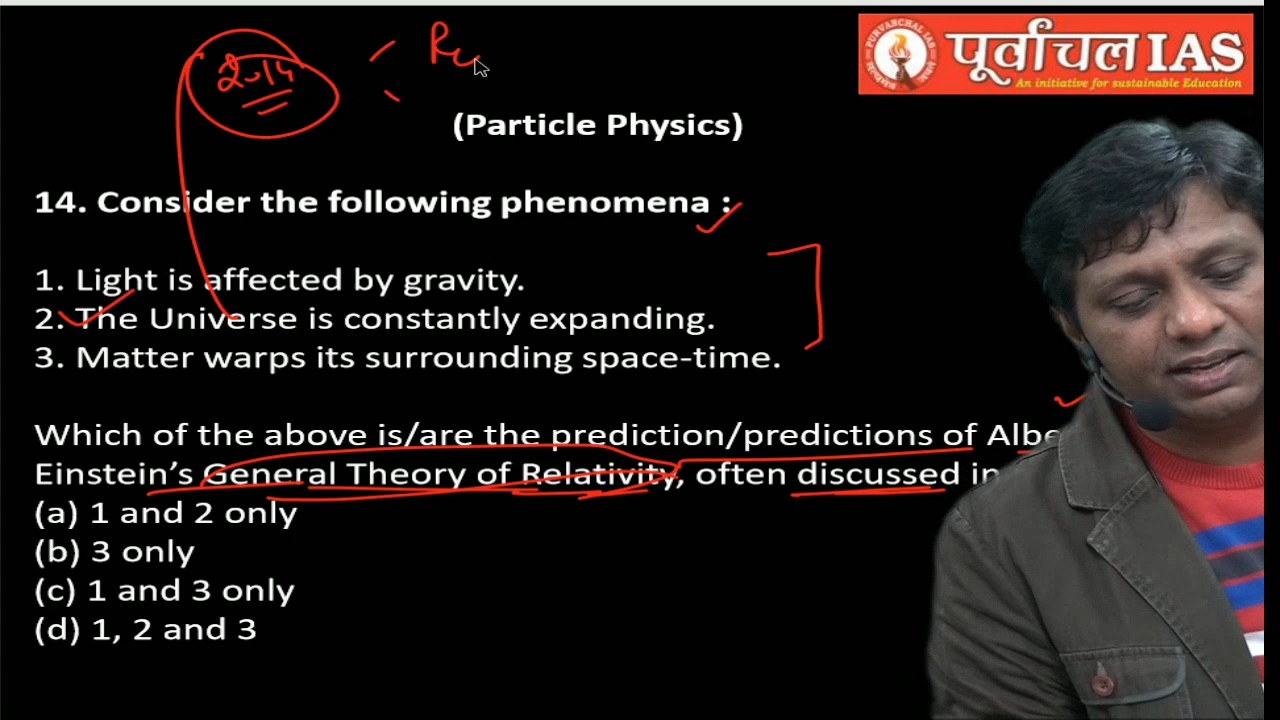 2014
पूर्वांचल IAS
PURVANCHAL IAS
An initiative for sustainable Education
(Particle Physics)
14. Consider the following phenomena :
1. Light is affected by gravity.
2. The Universe is constantly expanding.
3. Matter warps its surrounding space-time.
Which of the above is/are the prediction/predictions of
Einstein’s General Theory of Relativity, often discussed in
(a) 1 and 2 only
(b) 3 only
(c) 1 and 3 only
(d) 1, 2 and 3